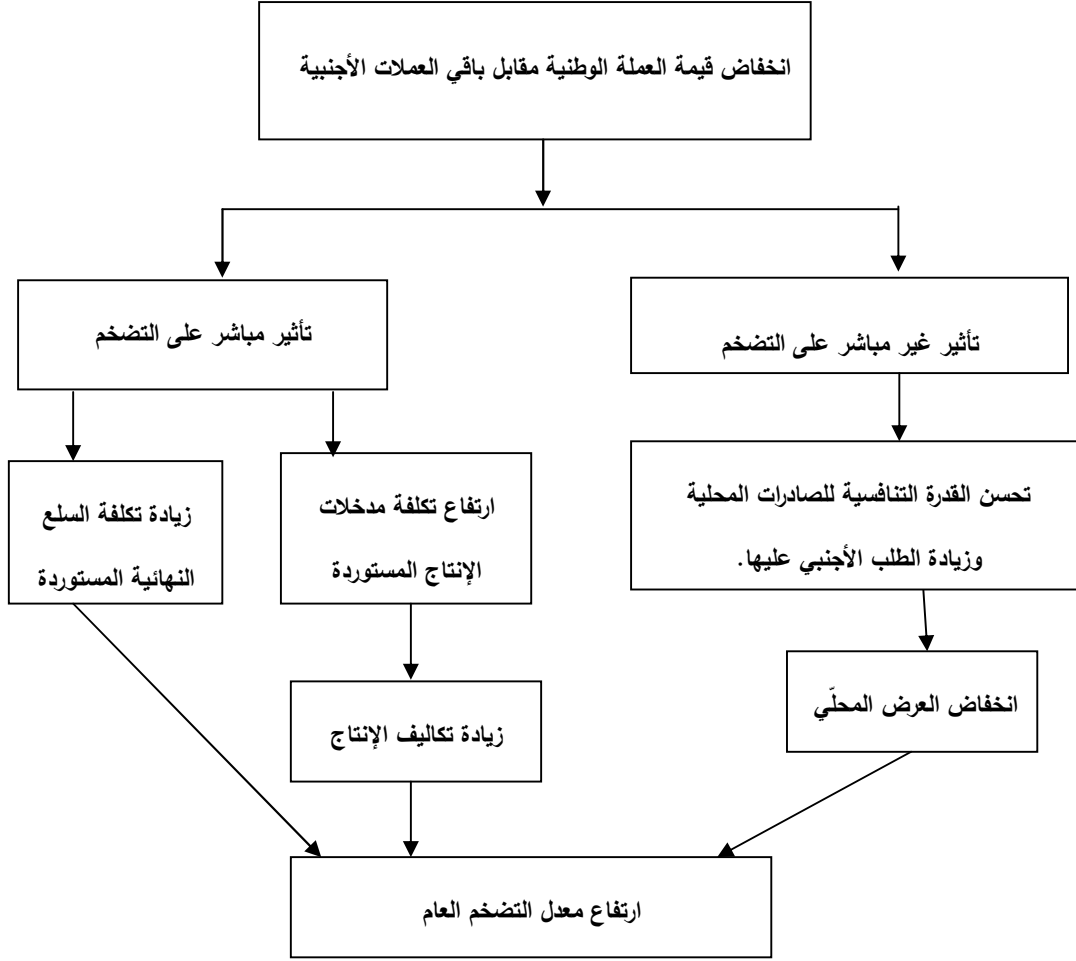 انخفاض قيمة العملة الوطنية مقابل باقي العملات الأجنبية
تأثير غير مباشر على التضخم
تأثير مباشر على التضخم
تحسن القدرة التنافسية للصادرات المحلية
وزيادة الطلب الأجنبي عليها.
ارتفاع تكلفة مدخلات
الإنتاج المستوردة
زيادة تكلفة السلع
النهائية المستوردة
انخفاض العرض المحلّي
زيادة تكاليف الإنتاج
ارتفاع معدل التضخم العام